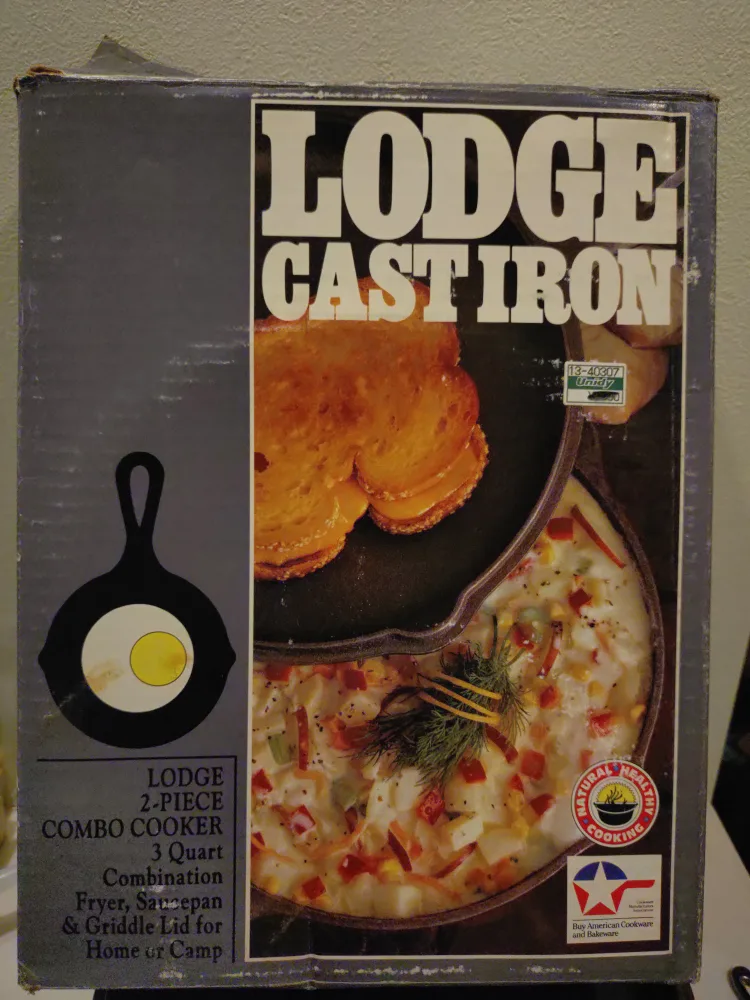 LODGE
CAST IRON
13-40307
Unidy
LODGE
2-PIECE
COMBO COOKER
3 Quart
Combination
Fryer, Saucepan
& Griddle Lid for
Home or Camp
NATURAL HEALTHY
COOKING
Buy American Cookware
and Bakeware